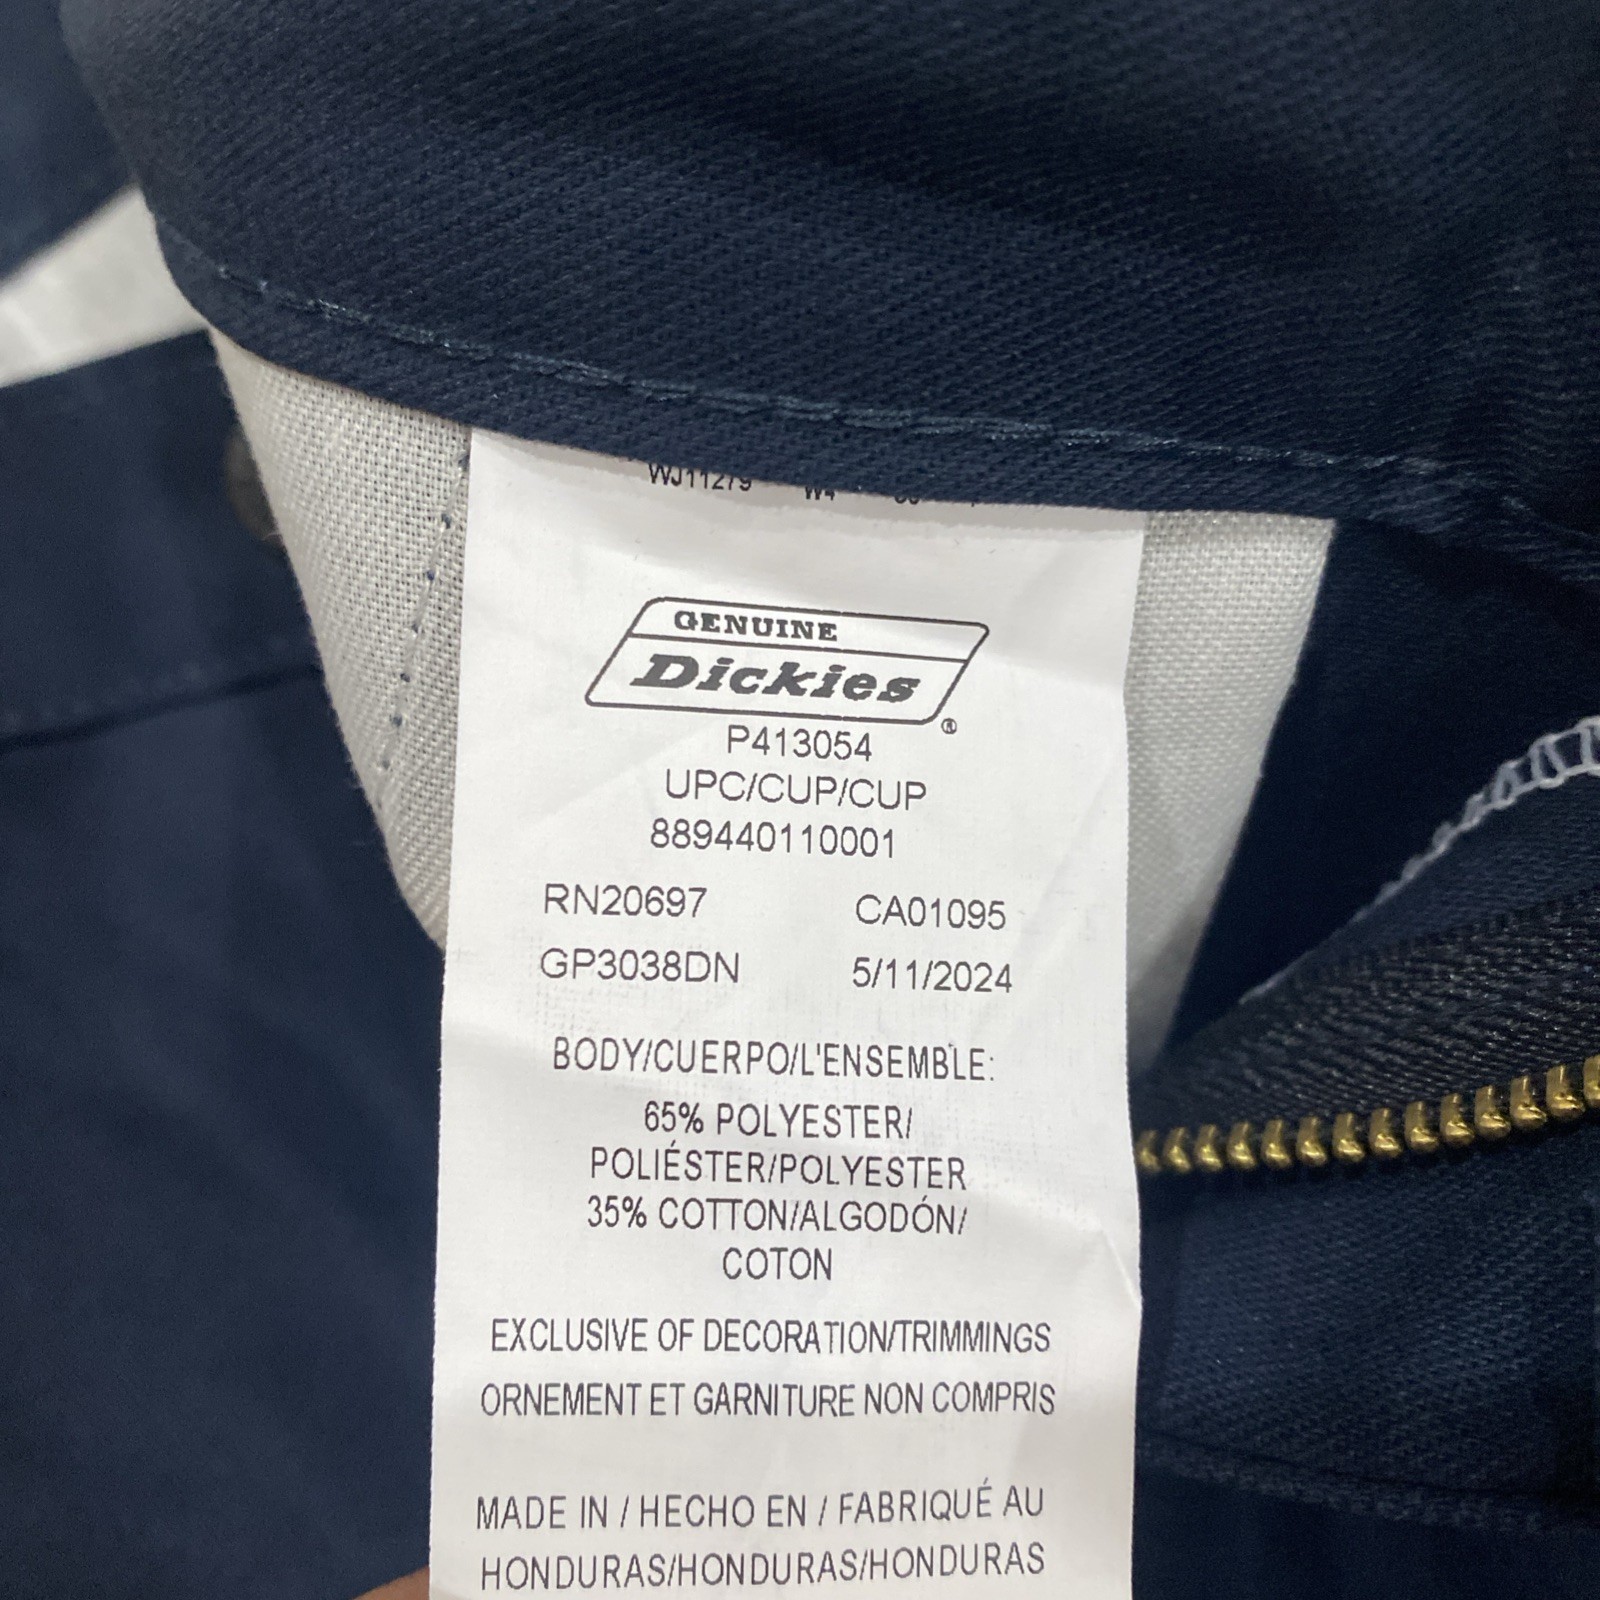 WJ11279 W4
GENUINE
Dickies
®
P413054
UPC/CUP/CUP
889440110001
RN20697 CA01095
GP3038DN 5/11/2024
BODY/CUERPO/L'ENSEMBLE:
65% POLYESTER/
POLIÉSTER/POLYESTER
35% COTTON/ALGODÓN/
COTON
EXCLUSIVE OF DECORATION/TRIMMINGS
ORNEMENT ET GARNITURE NON COMPRIS
MADE IN / HECHO EN / FABRIQUÉ AU
HONDURAS/HONDURAS/HONDURAS